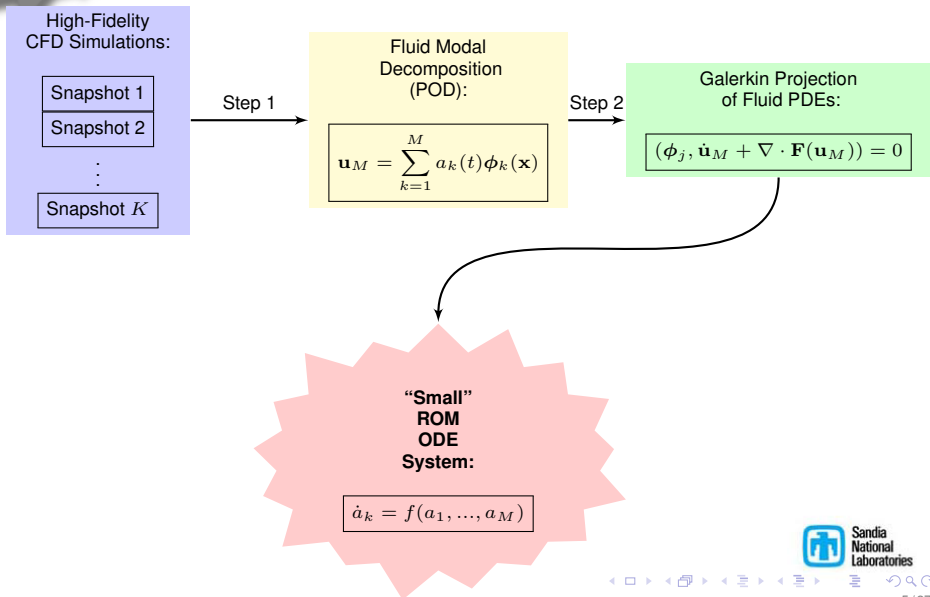 High-Fidelity
CFD Simulations:
Snapshot 1
Snapshot 2
⋮
Snapshot K
Step 1
Fluid Modal
Decomposition
(POD):
u_M = ∑_{k=1}^{M} a_k(t)ϕ_k(x)
Step 2
Galerkin Projection
of Fluid PDEs:
(ϕ_j, u̇_M + ∇ · F(u_M)) = 0
“Small”
ROM
ODE
System:
ȧ_k = f(a_1, ..., a_M)
Sandia
National
Laboratories